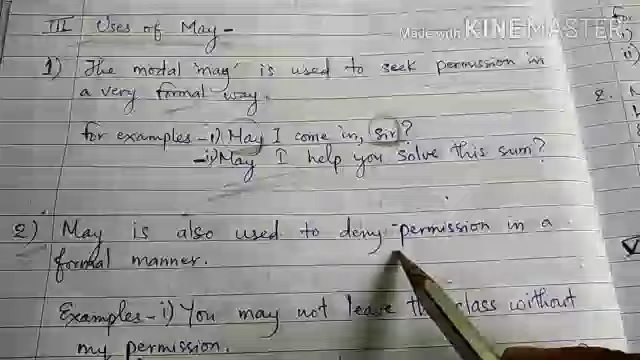 Made with KINEMASTER
III Uses of May -
1) The modal 'may' is used to seek permission in
a very formal way.
for examples - i) May I come in, Sir?
- ii) May I help you solve this sum?
2) May is also used to deny permission in a
formal manner.
Examples - i) You may not leave the class without
my permission.
ii)
2.